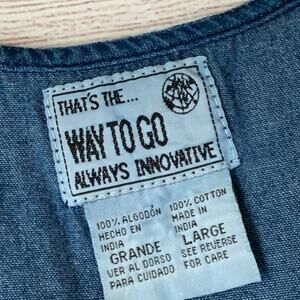 THAT'S THE...
WAY TO GO
ALWAYS INNOVATIVE
100% ALGODÓN
HECHO EN
INDIA
GRANDE
VER AL DORSO
PARA CUIDADO
100% COTTON
MADE IN
INDIA
LARGE
SEE REVERSE
FOR CARE